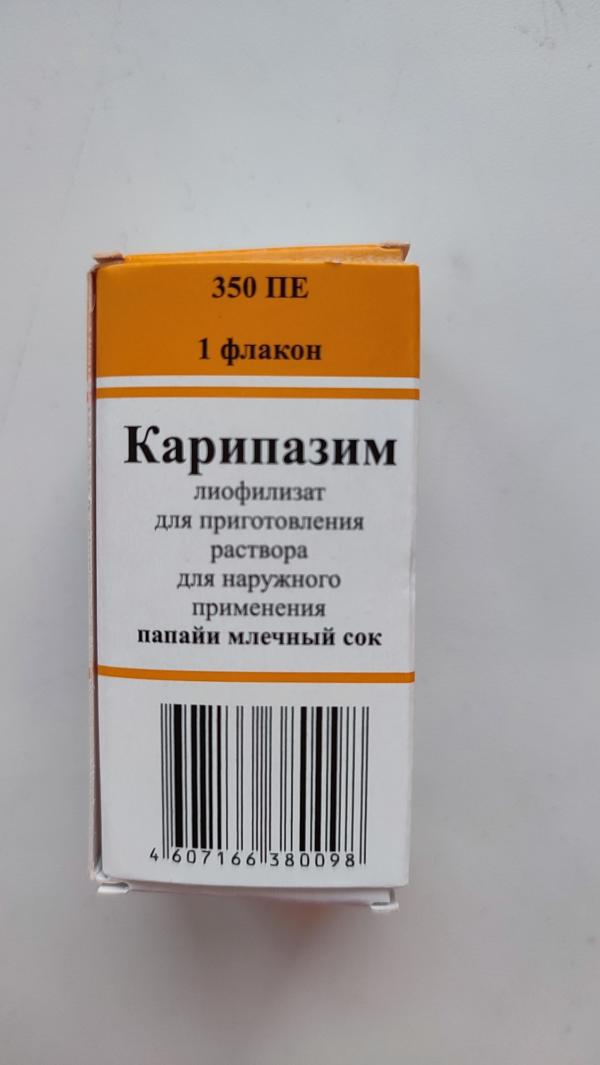 350 ПЕ
1 флакон
Карипазим
лиофилизат
для приготовления
раствора
для наружного
применения
папайи млечный сок
4 607166 380098